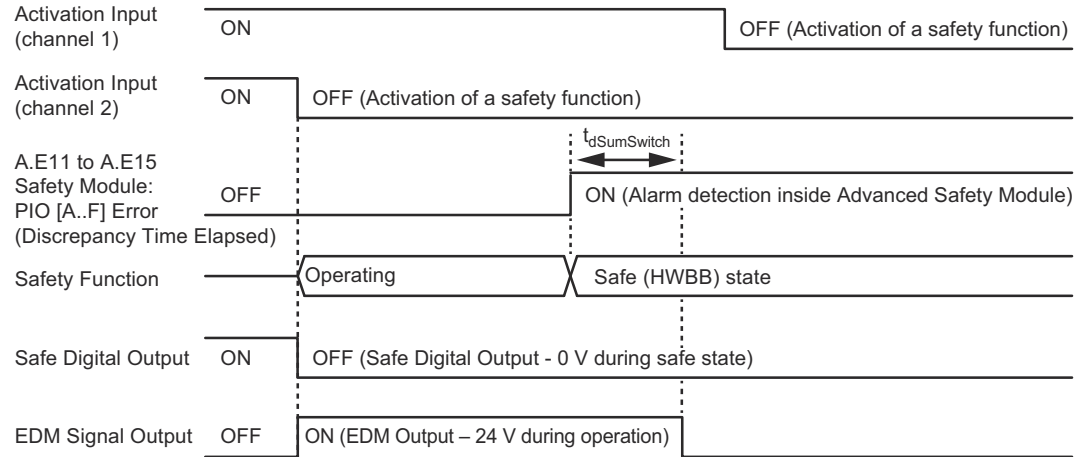 Activation Input
(channel 1)
ON
OFF (Activation of a safety function)
Activation Input
(channel 2)
ON
OFF (Activation of a safety function)
tdSumSwitch
A.E11 to A.E15
Safety Module:
PIO [A..F] Error
(Discrepancy Time Elapsed)
OFF
ON (Alarm detection inside Advanced Safety Module)
Safety Function
Operating
Safe (HWBB) state
Safe Digital Output
ON
OFF (Safe Digital Output - 0 V during safe state)
EDM Signal Output
OFF
ON (EDM Output – 24 V during operation)